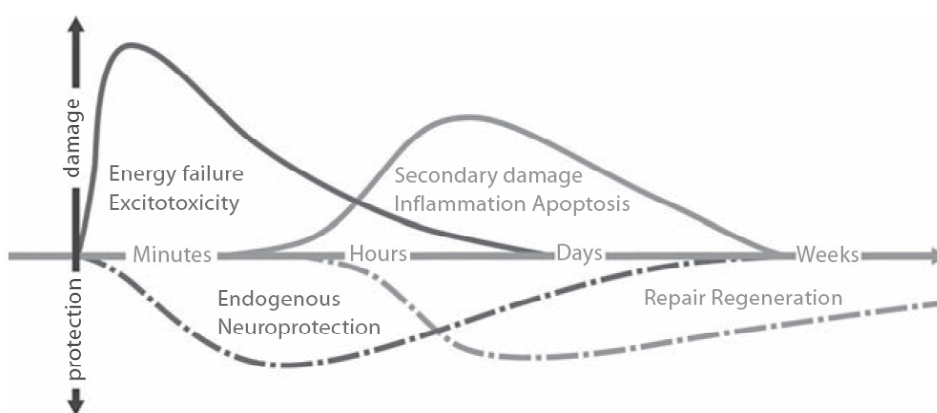 damage
Energy failure
Excitotoxicity
Secondary damage
Inflammation Apoptosis
Minutes
Hours
Days
Weeks
protection
Endogenous
Neuroprotection
Repair Regeneration